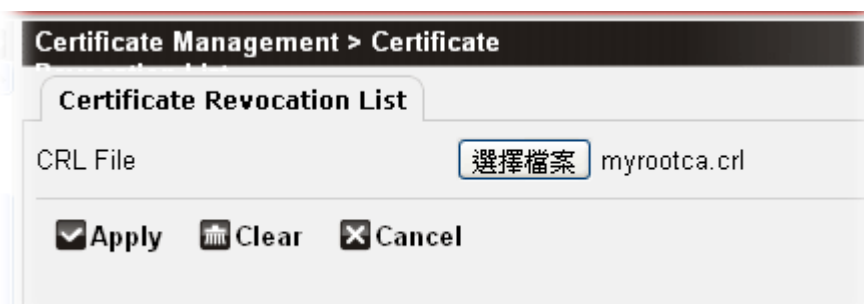 Certificate Management > Certificate
Certificate Revocation List
CRL File 選擇檔案 myrootca.crl
Apply Clear Cancel